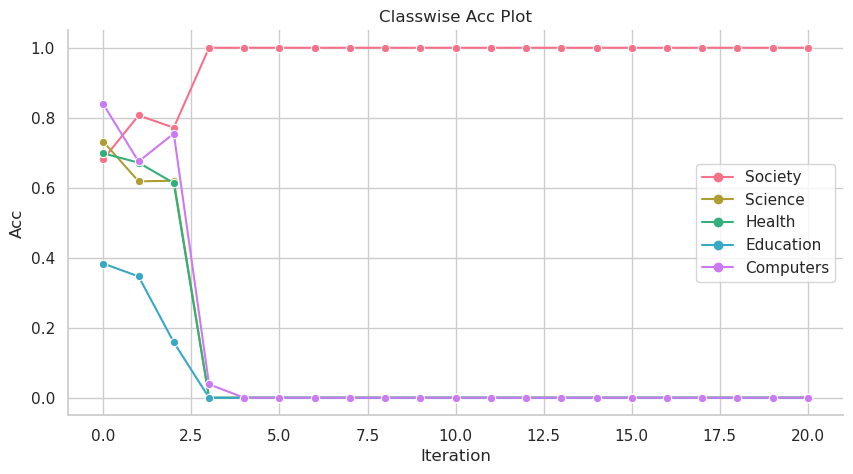 Classwise Acc Plot
1.0
0.8
0.6
0.4
0.2
0.0
Acc
Society
Science
Health
Education
Computers
0.0 2.5 5.0 7.5 10.0 12.5 15.0 17.5 20.0
Iteration